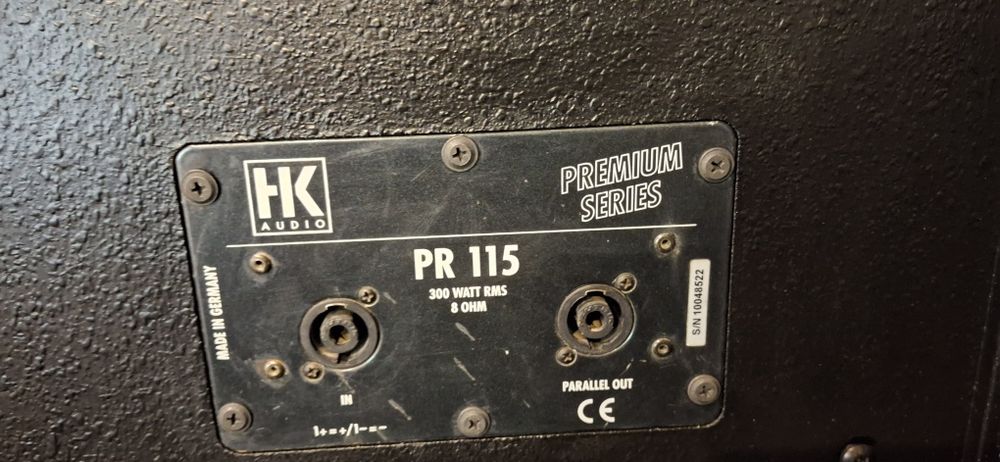 HK
AUDIO
PREMIUM
SERIES
PR 115
300 WATT RMS
8 OHM
MADE IN GERMANY
S/N 10048522
IN
1+=+/1-=-
PARALLEL OUT
CE